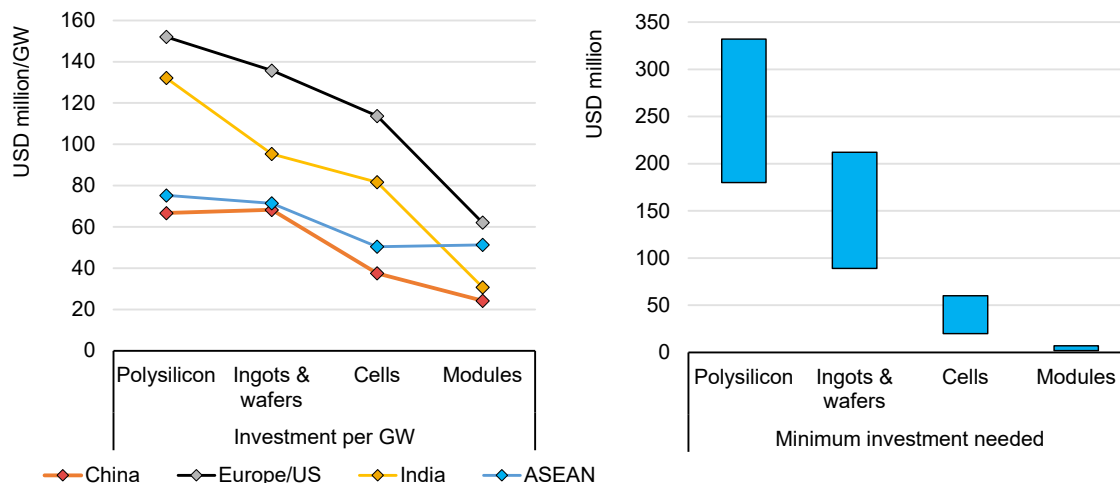 USD million/GW
160
140
120
100
80
60
40
20
0
Polysilicon
Ingots &
wafers
Cells
Modules
Investment per GW
China
Europe/US
India
ASEAN
USD million
350
300
250
200
150
100
50
0
Polysilicon
Ingots &
wafers
Cells
Modules
Minimum investment needed